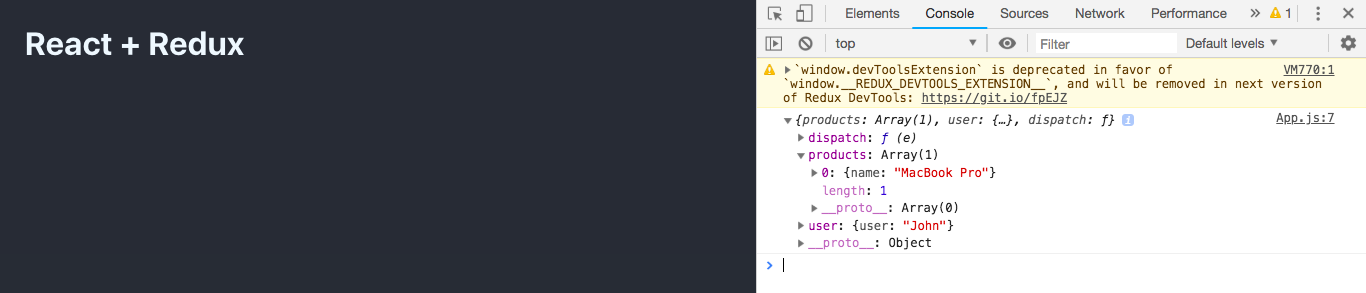 React + Redux
Elements Console Sources Network Performance » 1
top Filter Default levels
`window.devToolsExtension` is deprecated in favor of VM770:1
`window.__REDUX_DEVTOOLS_EXTENSION__`, and will be removed in next version
of Redux DevTools: https://git.io/fpEJZ
{products: Array(1), user: {…}, dispatch: ƒ} i App.js:7
dispatch: ƒ (e)
products: Array(1)
0: {name: "MacBook Pro"}
length: 1
__proto__: Array(0)
user: {user: "John"}
__proto__: Object